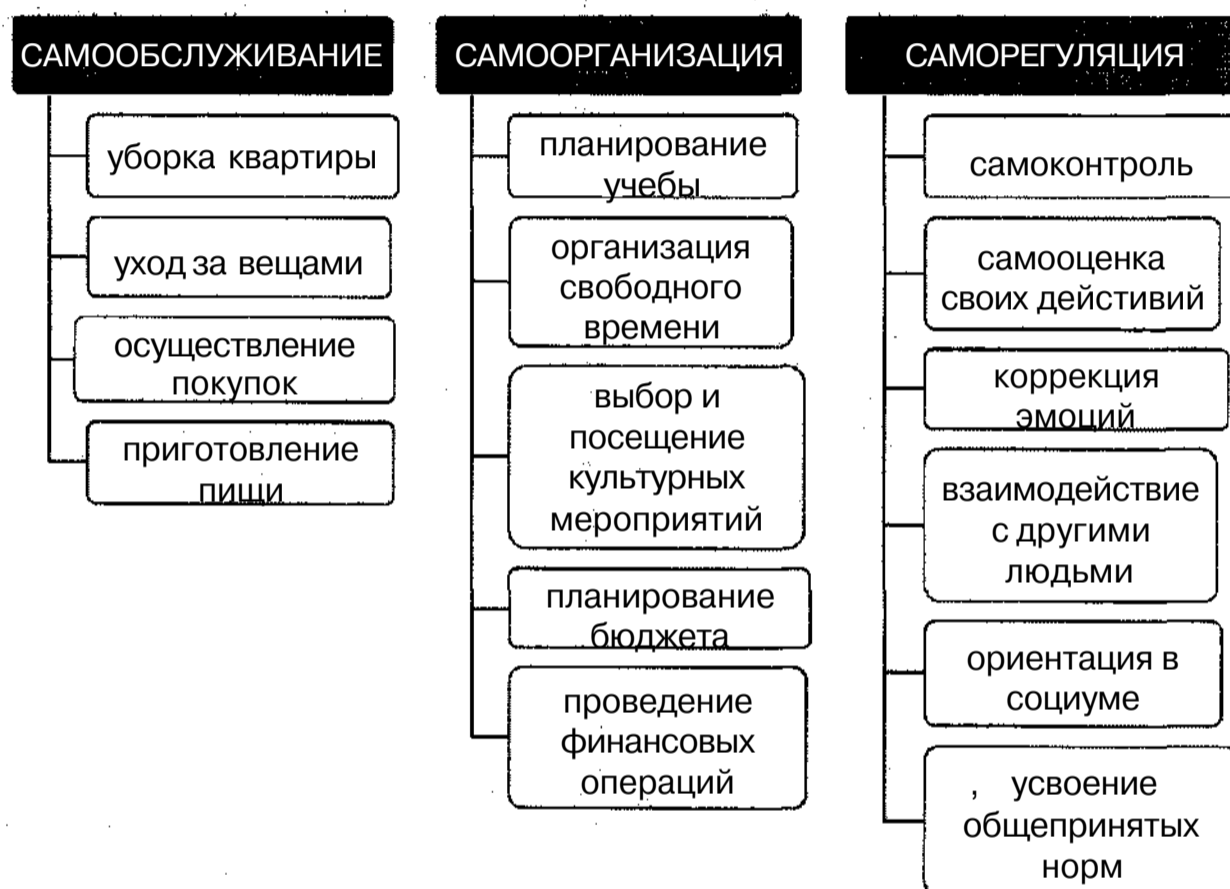 САМООБСЛУЖИВАНИЕ
уборка квартиры
уход за вещами
осуществление
покупок
приготовление
пищи
САМООРГАНИЗАЦИЯ
планирование
учебы
организация
свободного
времени
выбор и
посещение
культурных
мероприятий
планирование
бюджета
проведение
финансовых
операций
САМОРЕГУЛЯЦИЯ
самоконтроль
самооценка
своих дейстивий
коррекция
эмоций
взаимодействие
с другими
людьми
ориентация в
социуме
, усвоение
общепринятых
норм